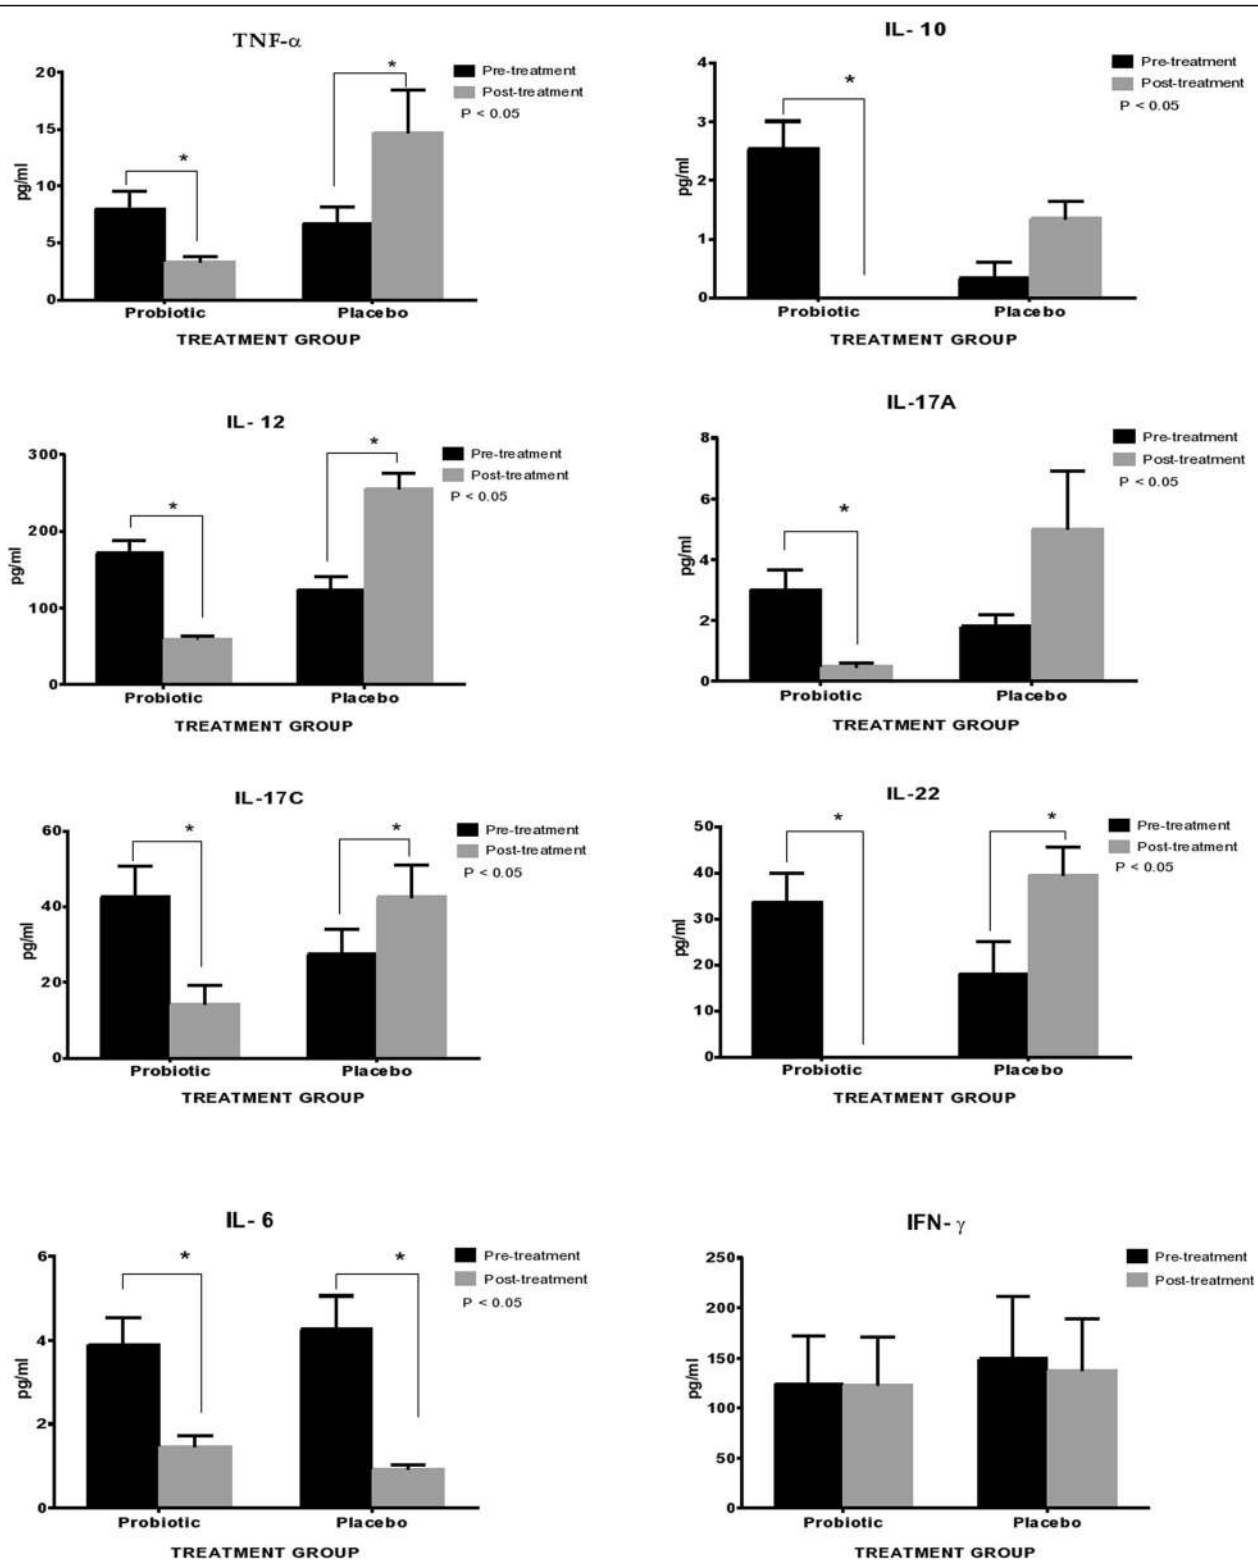 TNF-α
20
15
10
5
0
pg/ml
*
*
Pre-treatment
Post-treatment
P < 0.05
Probiotic
Placebo
TREATMENT GROUP
IL- 10
4
3
2
1
0
pg/ml
*
Pre-treatment
Post-treatment
P < 0.05
Probiotic
Placebo
TREATMENT GROUP
IL- 12
300
200
100
0
pg/ml
*
*
Pre-treatment
Post-treatment
P < 0.05
Probiotic
Placebo
TREATMENT GROUP
IL-17A
8
6
4
2
0
pg/ml
*
Pre-treatment
Post-treatment
P < 0.05
Probiotic
Placebo
TREATMENT GROUP
IL-17C
60
40
20
0
pg/ml
*
*
Pre-treatment
Post-treatment
P < 0.05
Probiotic
Placebo
TREATMENT GROUP
IL-22
50
40
30
20
10
0
pg/ml
*
*
Pre-treatment
Post-treatment
P < 0.05
Probiotic
Placebo
TREATMENT GROUP
IL- 6
6
4
2
0
pg/ml
*
*
Pre-treatment
Post-treatment
P < 0.05
Probiotic
Placebo
TREATMENT GROUP
IFN- γ
250
200
150
100
50
0
pg/ml
Pre-treatment
Post-treatment
Probiotic
Placebo
TREATMENT GROUP